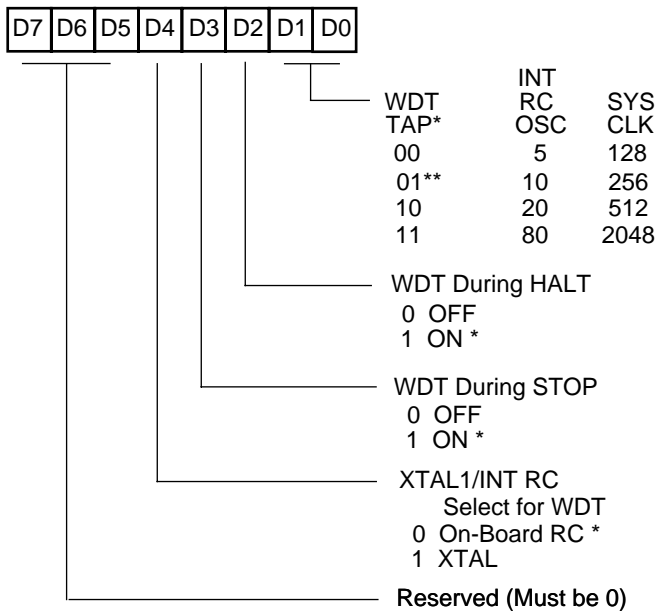 D7 D6 D5 D4 D3 D2 D1 D0
INT
WDT RC SYS
TAP* OSC CLK
00 5 128
01** 10 256
10 20 512
11 80 2048
WDT During HALT
0 OFF
1 ON *
WDT During STOP
0 OFF
1 ON *
XTAL1/INT RC
Select for WDT
0 On-Board RC *
1 XTAL
Reserved (Must be 0)